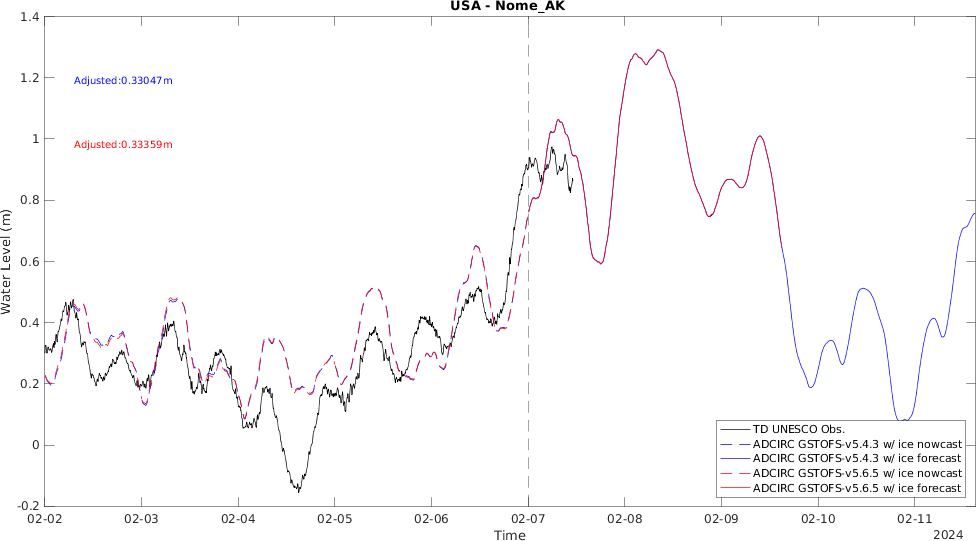 USA - Nome_AK
1.4
1.2
1
0.8
0.6
0.4
0.2
0
-0.2
Water Level (m)
Adjusted:0.33047m
Adjusted:0.33359m
TD UNESCO Obs.
ADCIRC GSTOFS-v5.4.3 w/ ice nowcast
ADCIRC GSTOFS-v5.4.3 w/ ice forecast
ADCIRC GSTOFS-v5.6.5 w/ ice nowcast
ADCIRC GSTOFS-v5.6.5 w/ ice forecast
02-02 02-03 02-04 02-05 02-06 02-07 02-08 02-09 02-10 02-11
Time
2024